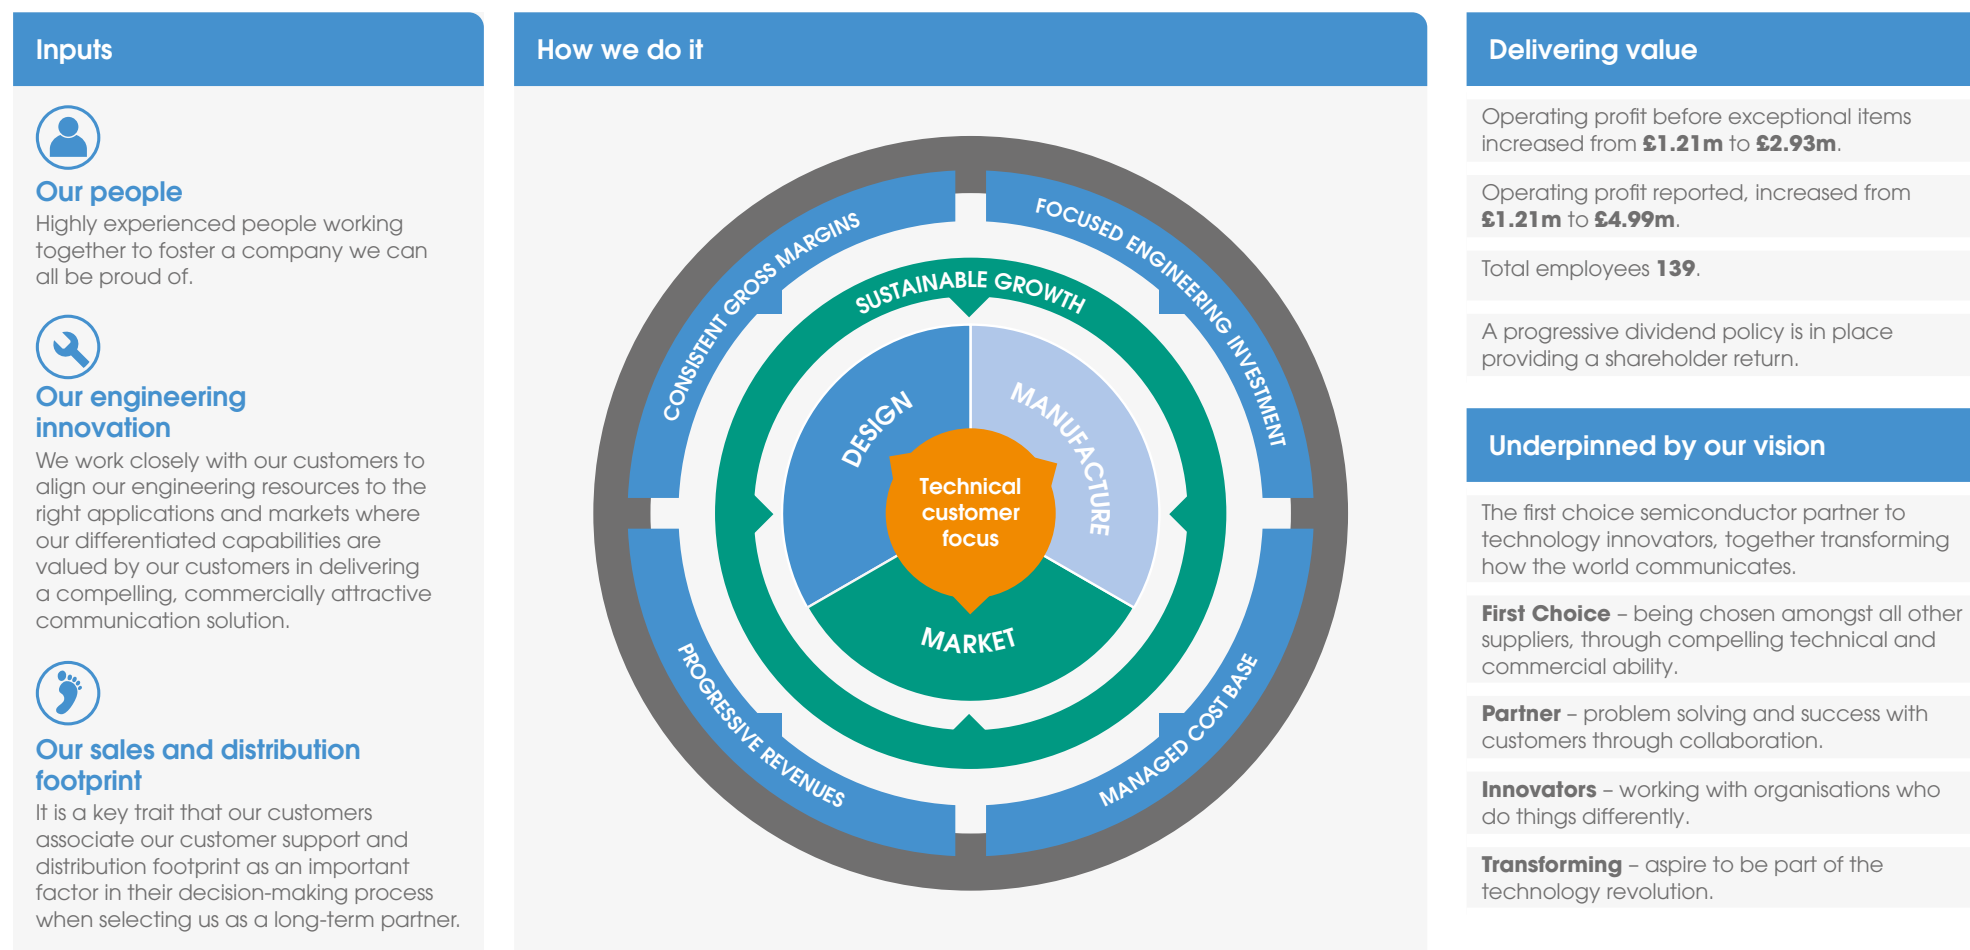 Inputs
Our people
Highly experienced people working
together to foster a company we can
all be proud of.
Our engineering
innovation
We work closely with our customers to
align our engineering resources to the
right applications and markets where
our differentiated capabilities are
valued by our customers in delivering
a compelling, commercially attractive
communication solution.
Our sales and distribution
footprint
It is a key trait that our customers
associate our customer support and
distribution footprint as an important
factor in their decision-making process
when selecting us as a long-term partner.
How we do it
CONSISTENT GROSS MARGINS
FOCUSED ENGINEERING INVESTMENT
SUSTAINABLE GROWTH
DESIGN
MANUFACTURE
Technical
customer
focus
MARKET
PROGRESSIVE REVENUES
MANAGED COST BASE
Delivering value
Operating profit before exceptional items
increased from £1.21m to £2.93m.
Operating profit reported, increased from
£1.21m to £4.99m.
Total employees 139.
A progressive dividend policy is in place
providing a shareholder return.
Underpinned by our vision
The first choice semiconductor partner to
technology innovators, together transforming
how the world communicates.
First Choice – being chosen amongst all other
suppliers, through compelling technical and
commercial ability.
Partner – problem solving and success with
customers through collaboration.
Innovators – working with organisations who
do things differently.
Transforming – aspire to be part of the
technology revolution.